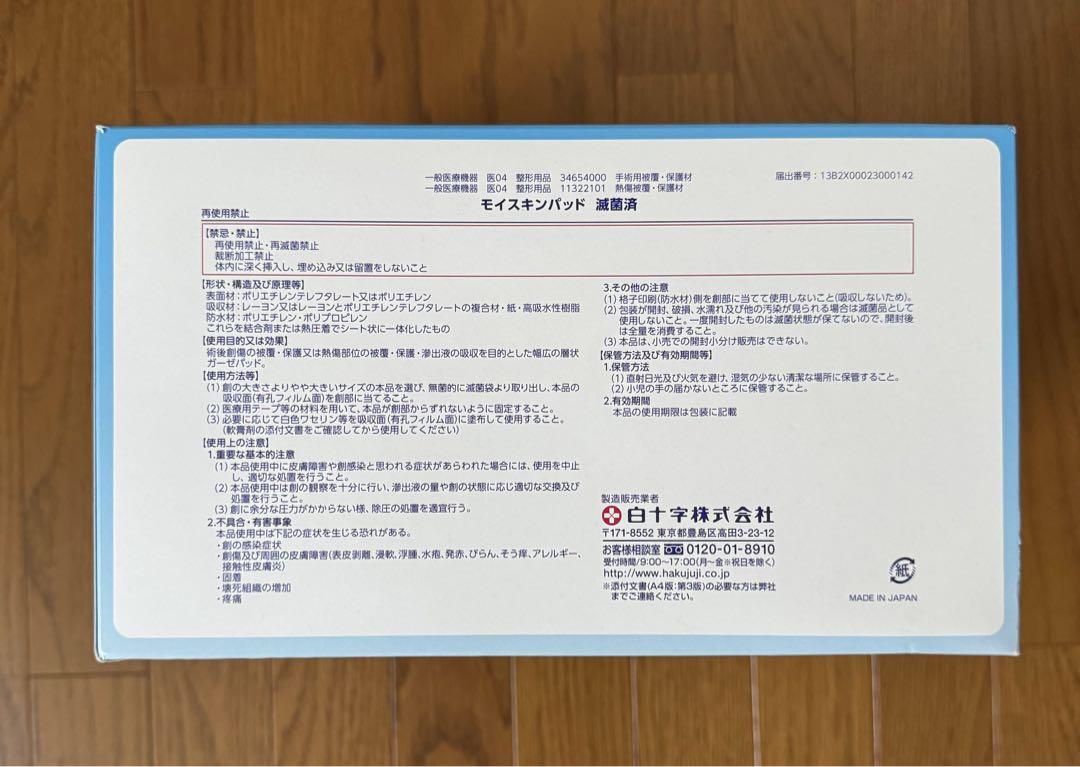 一般医療機器 医04 整形用品 34654000 手術用被覆・保護材
一般医療機器 医04 整形用品 11322101 熱傷被覆・保護材
届出番号：13B2X00023000142
モイスキンパッド 滅菌済
再使用禁止
【禁忌・禁止】
再使用禁止・再滅菌禁止
裁断加工禁止
体内に深く挿入し、埋め込み又は留置をしないこと
【形状・構造及び原理等】
表面材：ポリエチレンテレフタレート又はポリエチレン
吸収材：レーヨン又はレーヨンとポリエチレンテレフタレートの複合材・紙・高吸水性樹脂
防水材：ポリエチレン・ポリプロピレン
これらを結合剤または熱圧着でシート状に一体化したもの
【使用目的又は効果】
術後創傷の被覆・保護又は熱傷部位の被覆・保護・滲出液の吸収を目的とした幅広の層状
ガーゼパッド。
【使用方法等】
(1) 創の大きさよりやや大きいサイズの本品を選び、無菌的に滅菌袋より取り出し、本品の
吸収面(有孔フィルム面)を創部に当てること。
(2) 医療用テープ等の材料を用いて、本品が創部からずれないように固定すること。
(3) 必要に応じて白色ワセリン等を吸収面(有孔フィルム面)に塗布して使用すること。
(軟膏剤の添付文書をご確認してから使用してください)
【使用上の注意】
1.重要な基本的注意
(1) 本品使用中に皮膚障害や創感染と思われる症状があらわれた場合には、使用を中止
し、適切な処置を行うこと。
(2) 本品使用中は創の観察を十分に行い、滲出液の量や創の状態に応じ適切な交換及び
処置を行うこと。
(3) 創に余分な圧力がかからない様、除圧の処置を適宜行う。
2.不具合・有害事象
本品使用中は下記の症状を生じる恐れがある。
・創の感染症状
・創傷及び周囲の皮膚障害(表皮剥離、浸軟、浮腫、水疱、発赤、びらん、そう痒、アレルギー、
接触性皮膚炎)
・固着
・壊死組織の増加
・疼痛
3.その他の注意
(1) 格子印刷(防水材)側を創部に当てて使用しないこと(吸収しないため)。
(2) 包装が開封、破損、水濡れ及びその他の汚染が見られる場合は滅菌品として
使用しないこと。一度開封したものは滅菌状態が保てないので、開封後
は全量を消費すること。
(3) 本品は、小売での開封小分け販売はできない。
【保管方法及び有効期間等】
1.保管方法
(1) 直射日光及び火気を避け、湿気の少ない清潔な場所に保管すること。
(2) 小児の手の届かないところに保管すること。
2.有効期間
本品の使用期限は包装に記載
製造販売業者
白十字株式会社
〒171-8552 東京都豊島区高田3-23-12
お客様相談室 0120-01-8910
受付時間/9:00～17:00(月～金※祝日を除く)
http://www.hakujuji.co.jp
※添付文書(A4版：第3版)の必要な方は弊社
までご連絡ください。
紙
MADE IN JAPAN